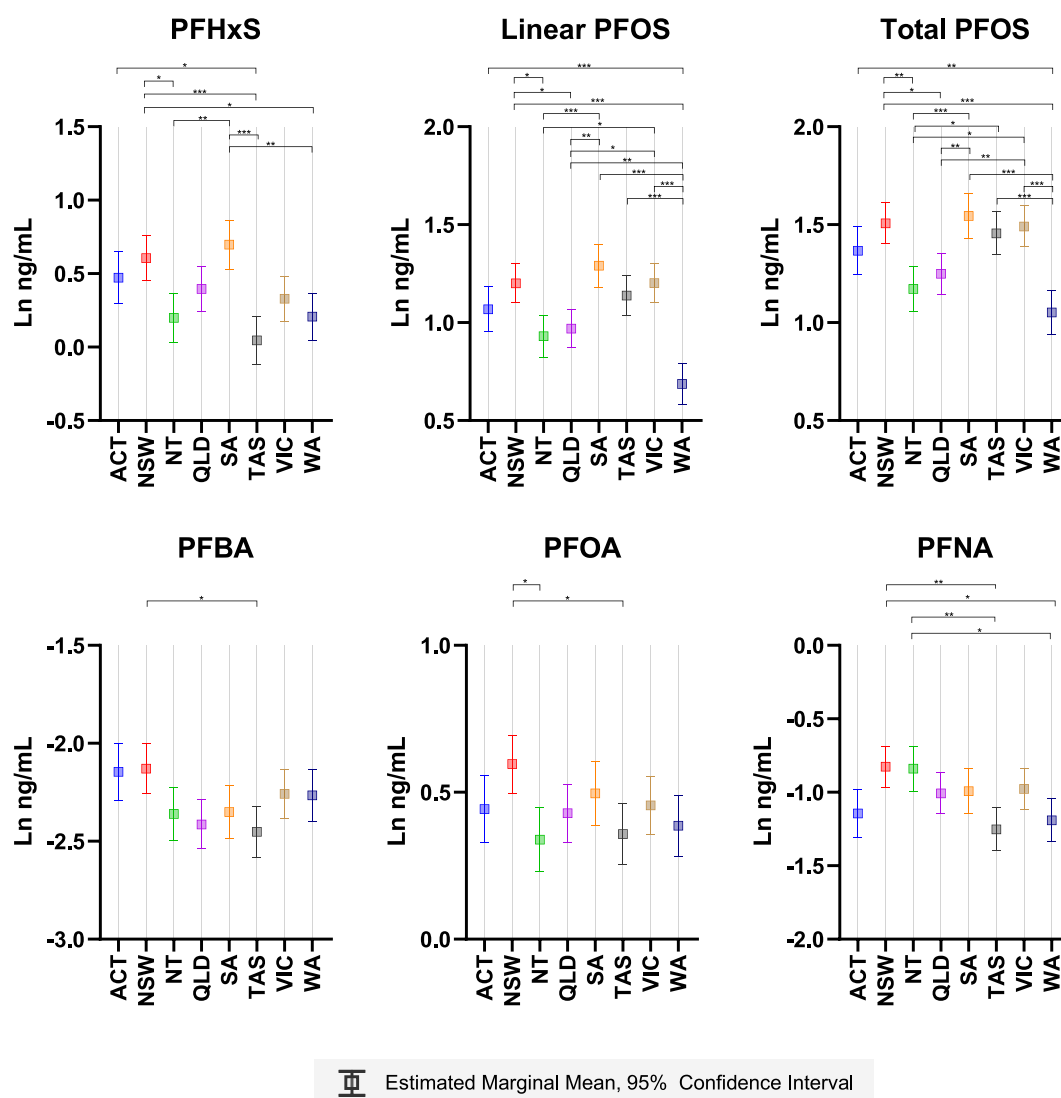 PFHxS
Linear PFOS
Total PFOS
*
*
***
*
**
***
**
***
*
*
***
***
*
**
*
**
***
***
***
**
**
*
***
***
*
*
**
**
***
***
***
Ln ng/mL
1.5
1.0
0.5
0.0
-0.5
ACT
NSW
NT
QLD
SA
TAS
VIC
WA
Ln ng/mL
2.0
1.5
1.0
0.5
ACT
NSW
NT
QLD
SA
TAS
VIC
WA
Ln ng/mL
2.0
1.5
1.0
0.5
ACT
NSW
NT
QLD
SA
TAS
VIC
WA
PFBA
PFOA
PFNA
*
*
*
**
*
**
*
Ln ng/mL
-1.5
-2.0
-2.5
-3.0
ACT
NSW
NT
QLD
SA
TAS
VIC
WA
Ln ng/mL
1.0
0.5
0.0
ACT
NSW
NT
QLD
SA
TAS
VIC
WA
Ln ng/mL
0.0
-0.5
-1.0
-1.5
-2.0
ACT
NSW
NT
QLD
SA
TAS
VIC
WA
Estimated Marginal Mean, 95% Confidence Interval